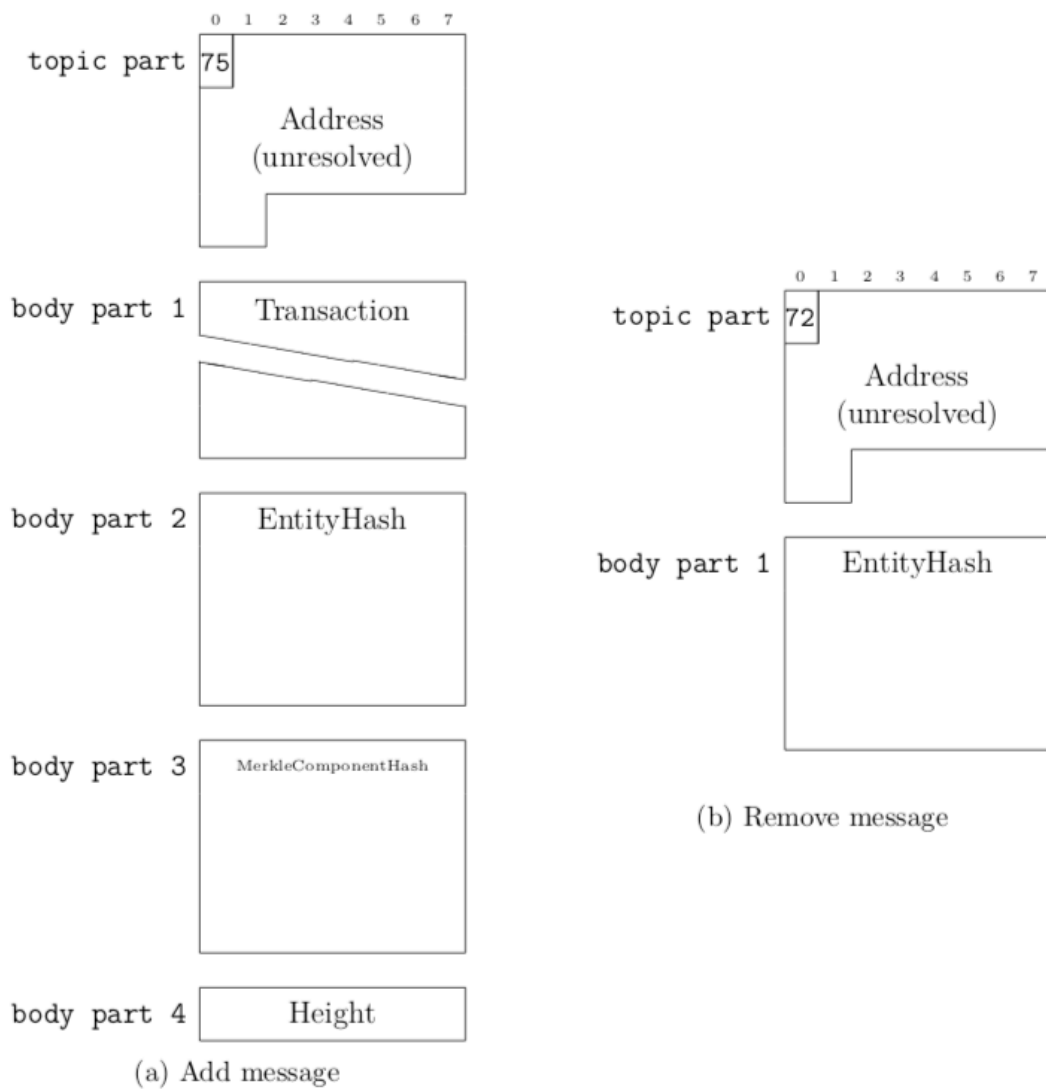 0 1 2 3 4 5 6 7
topic part 75
Address
(unresolved)
body part 1 Transaction
body part 2 EntityHash
body part 3 MerkleComponentHash
body part 4 Height
(a) Add message
0 1 2 3 4 5 6 7
topic part 72
Address
(unresolved)
body part 1 EntityHash
(b) Remove message